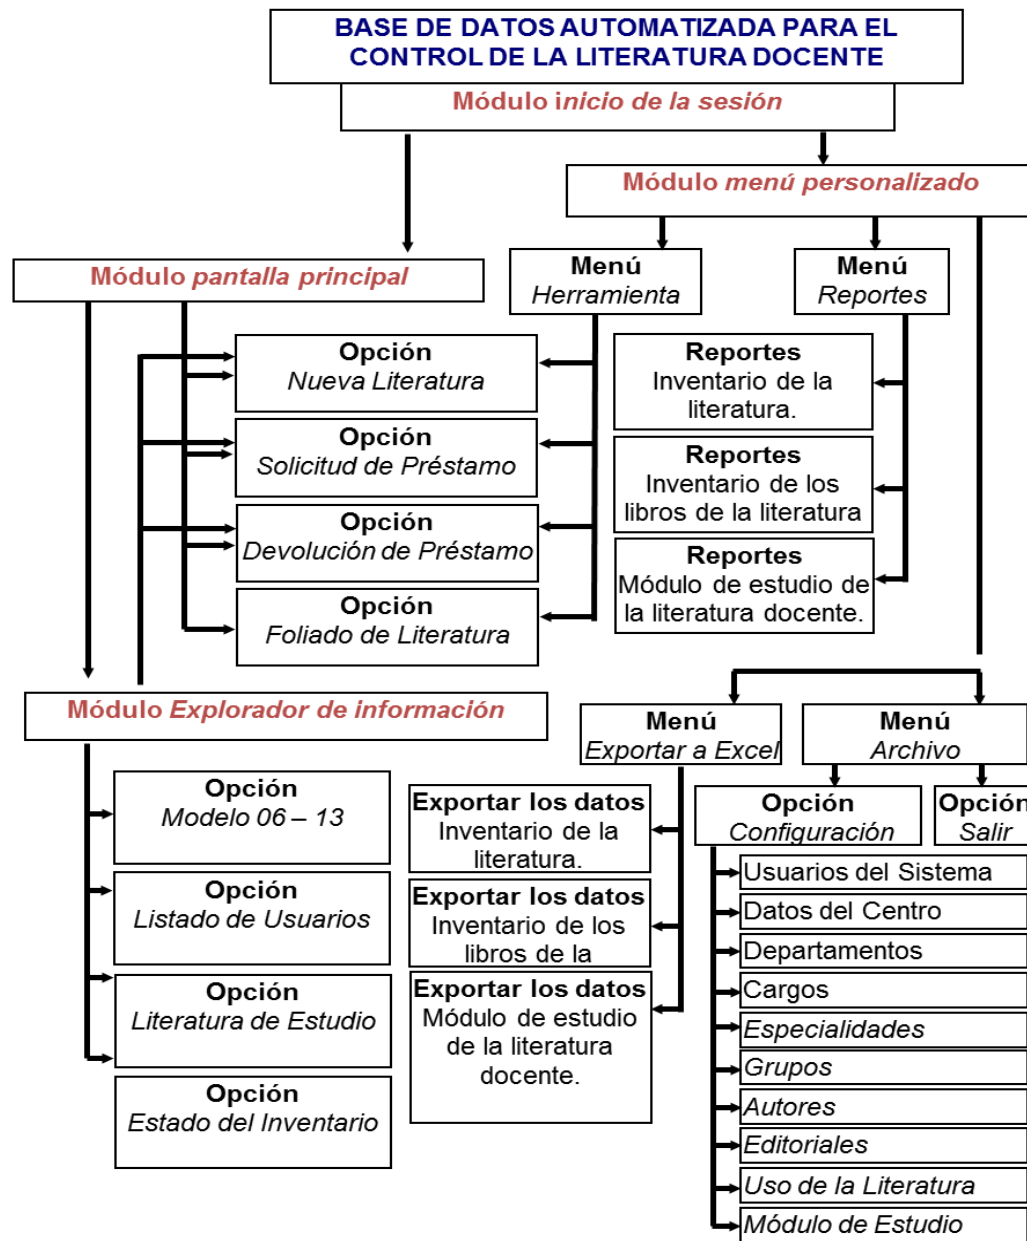 BASE DE DATOS AUTOMATIZADA PARA EL
CONTROL DE LA LITERATURA DOCENTE
Módulo inicio de la sesión
Módulo menú personalizado
Módulo pantalla principal
Menú
Herramienta
Menú
Reportes
Opción
Nueva Literatura
Opción
Solicitud de Préstamo
Opción
Devolución de Préstamo
Opción
Foliado de Literatura
Reportes
Inventario de la
literatura.
Reportes
Inventario de los
libros de la literatura
Reportes
Módulo de estudio de
la literatura docente.
Módulo Explorador de información
Opción
Modelo 06 – 13
Opción
Listado de Usuarios
Opción
Literatura de Estudio
Opción
Estado del Inventario
Menú
Exportar a Excel
Menú
Archivo
Exportar los datos
Inventario de la
literatura.
Exportar los datos
Inventario de los
libros de la
Exportar los datos
Módulo de estudio
de la literatura
docente.
Opción
Configuración
Opción
Salir
Usuarios del Sistema
Datos del Centro
Departamentos
Cargos
Especialidades
Grupos
Autores
Editoriales
Uso de la Literatura
Módulo de Estudio